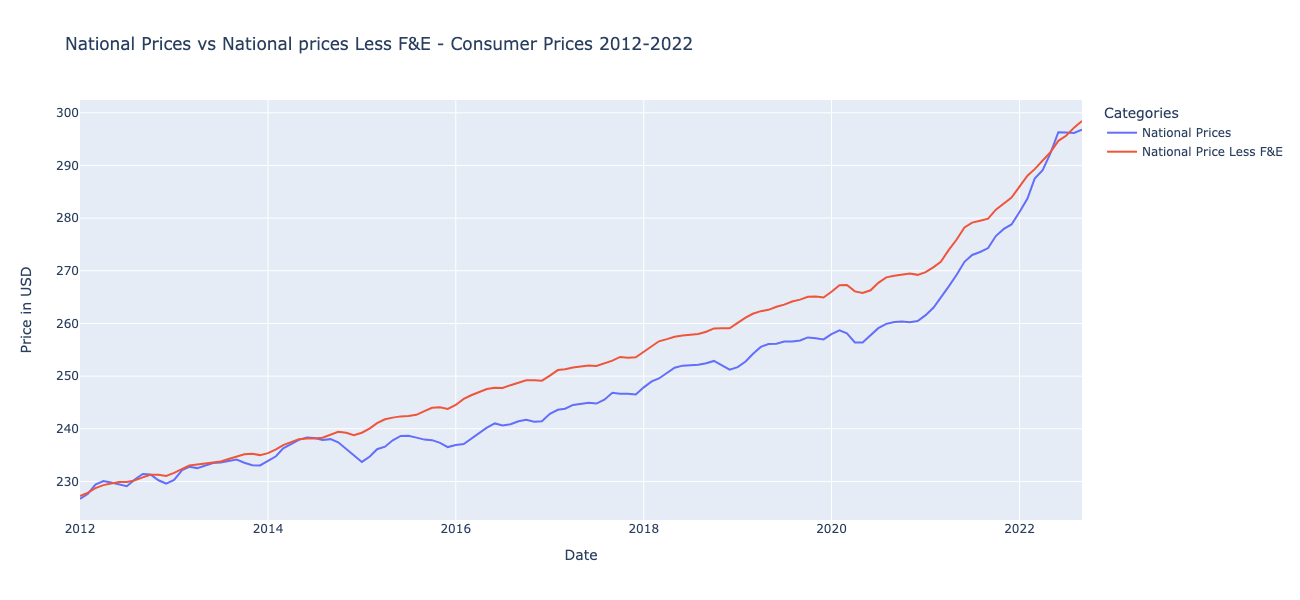 National Prices vs National prices Less F&E - Consumer Prices 2012-2022
300
290
280
270
260
250
240
230
Price in USD
2012
2014
2016
2018
2020
2022
Date
Categories
National Prices
National Price Less F&E